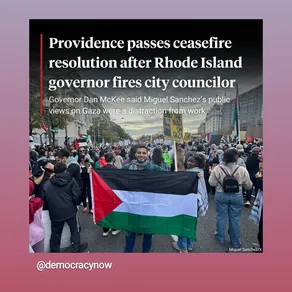 Providence passes ceasefire
resolution after Rhode Island
governor fires city councilor
Governor Dan McKee said Miguel Sanchez's public
views on Gaza were a distraction from work.
Miguel Sanchez/X
@democracynow